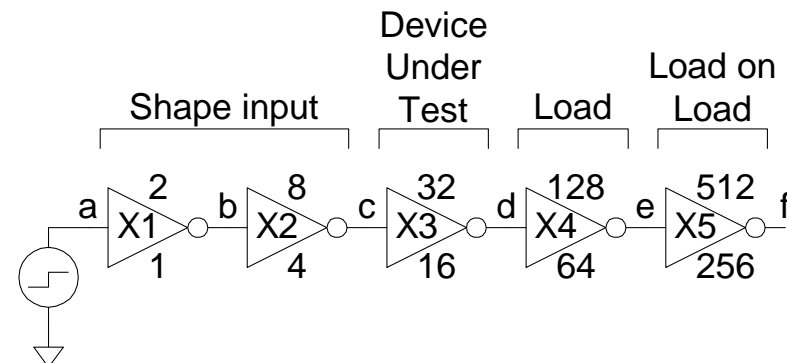 Device
Under
Test
Load on
Load
Shape input
Load
2 8 32 128 512
a X1 b X2 c X3 d X4 e X5 f
1 4 16 64 256